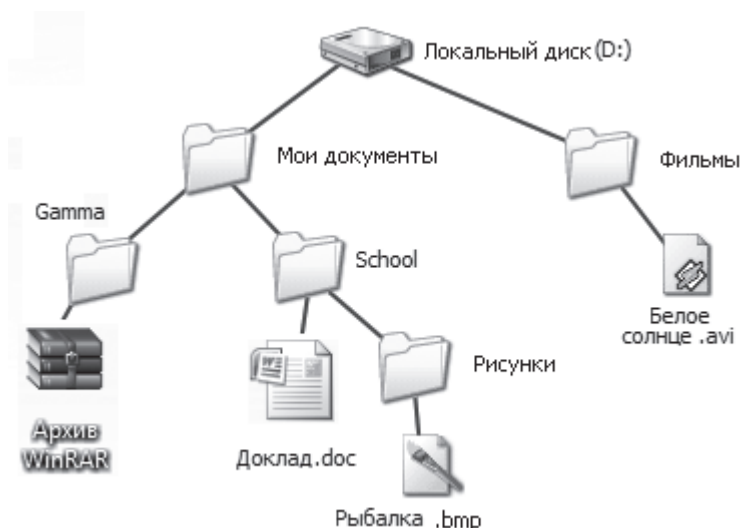 Локальный диск (D:)
Мои документы
Фильмы
Gamma
School
Белое
солнце .avi
Рисунки
Архив
WinRAR
Доклад.doc
Рыбалка .bmp